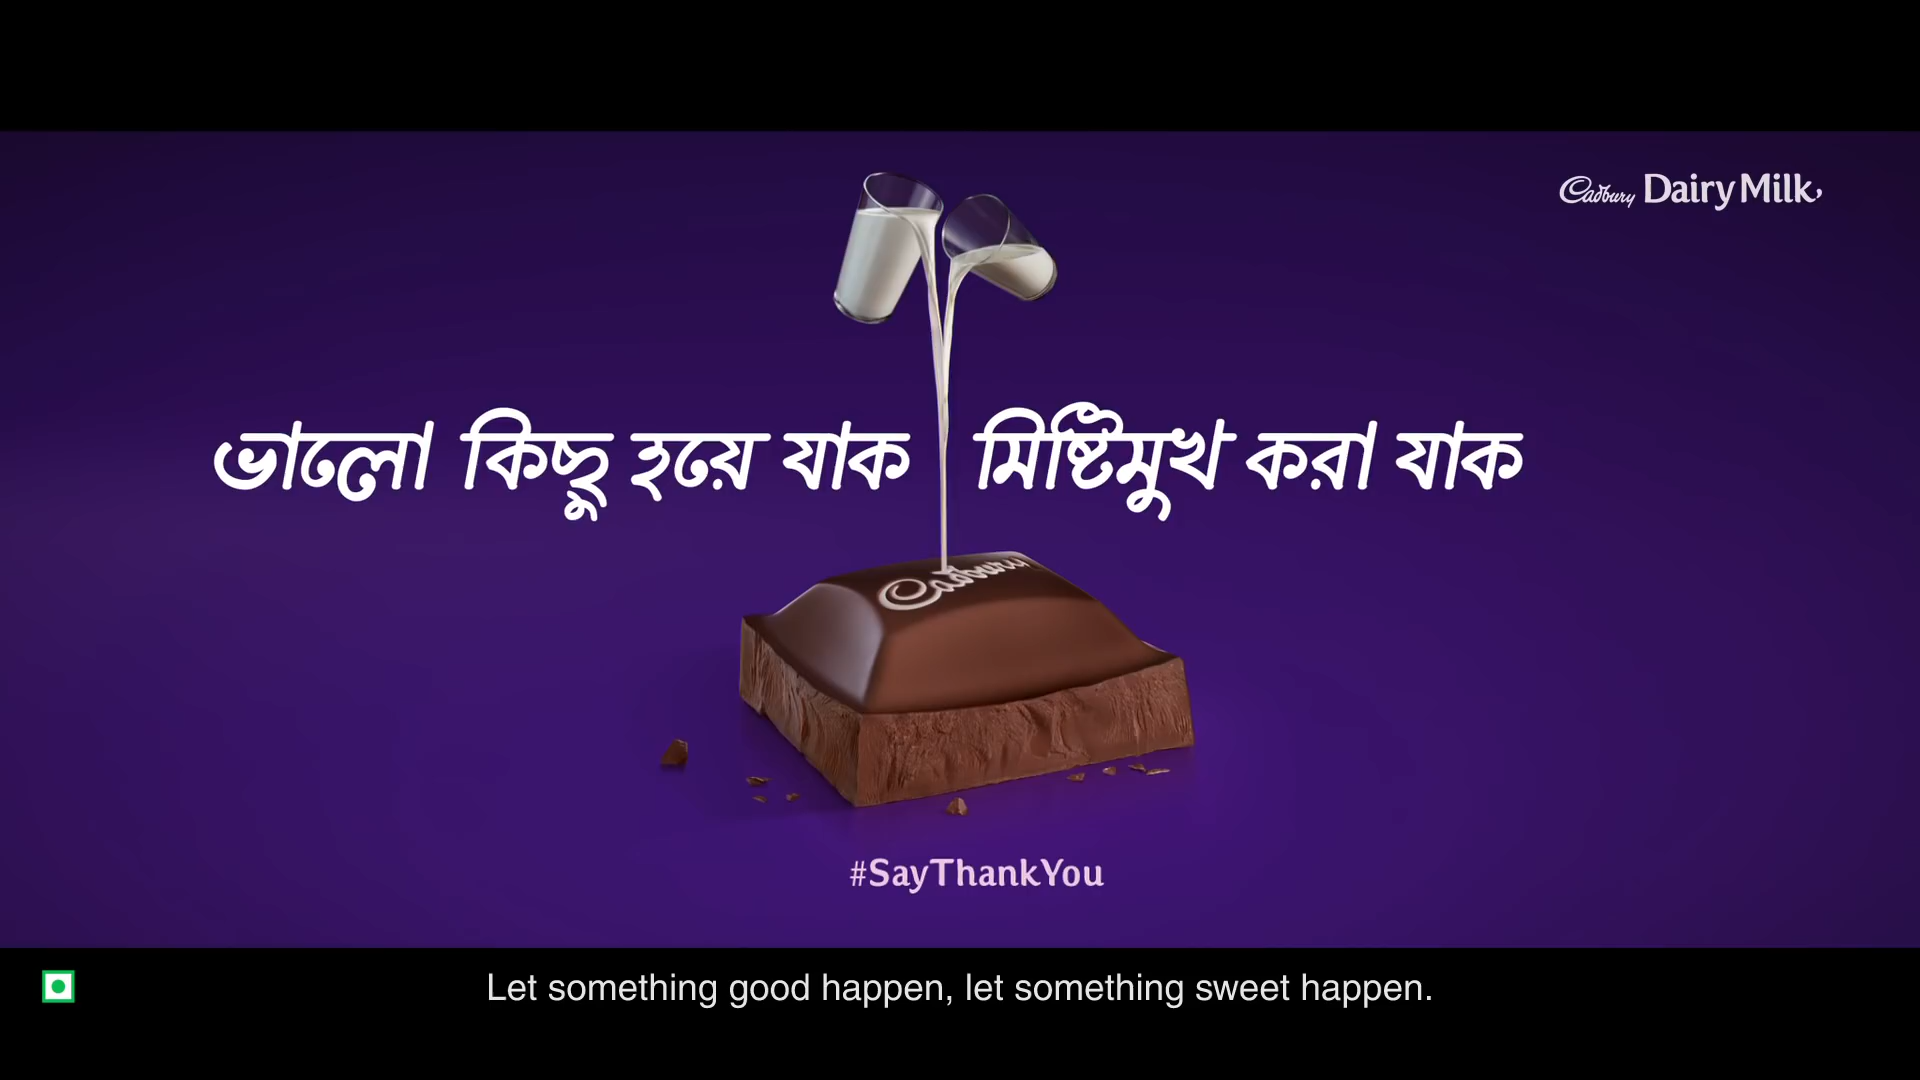 Cadbury Dairy Milk
ভালো কিছু হয়ে যাক মিষ্টিমুখ করা যাক
Cadbury
#SayThankYou
Let something good happen, let something sweet happen.